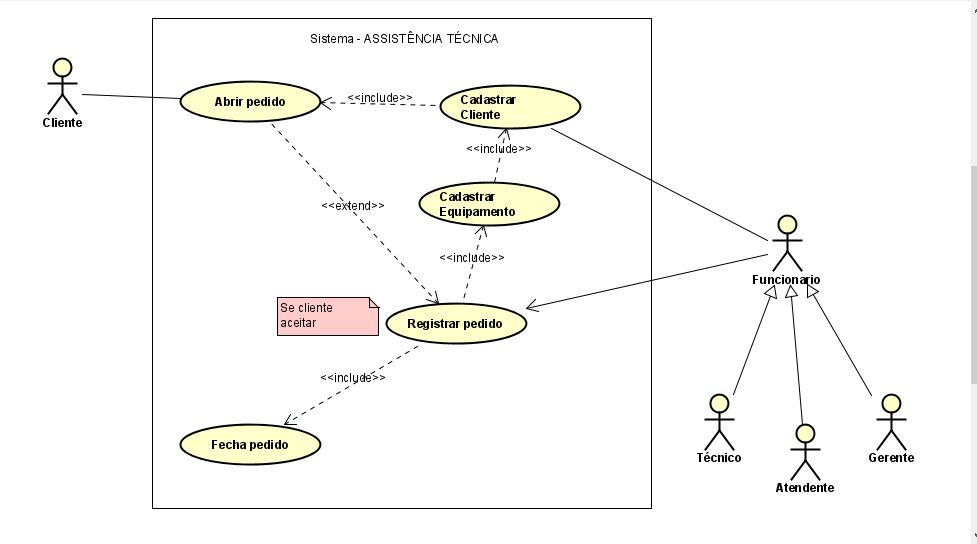 Sistema - ASSISTÊNCIA TÉCNICA
Cliente
Abrir pedido
<<include>>
Cadastrar
Cliente
<<include>>
Cadastrar
Equipamento
<<extend>>
<<include>>
Funcionario
Se cliente
aceitar
Registrar pedido
<<include>>
Fecha pedido
Técnico
Atendente
Gerente